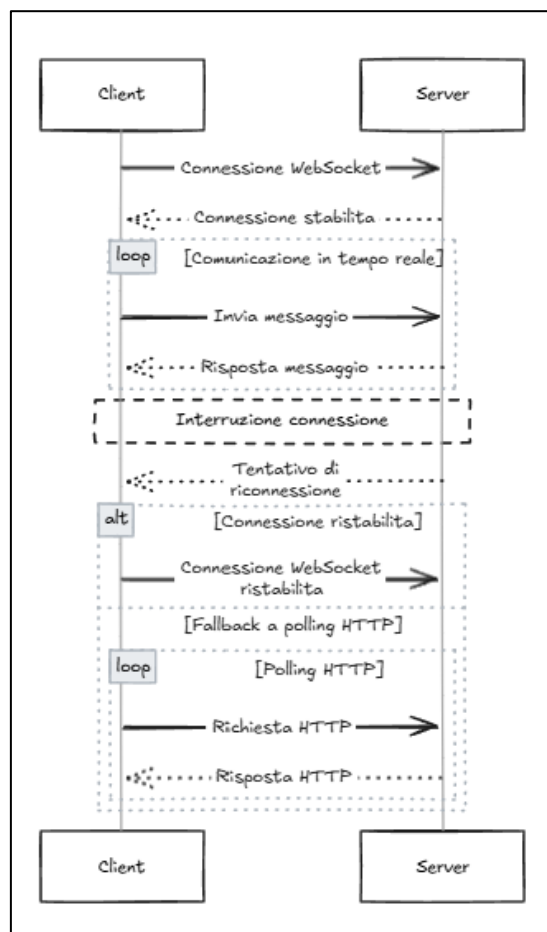 Client Server
Connessione WebSocket
Connessione stabilita
loop [Comunicazione in tempo reale]
Invia messaggio
Risposta messaggio
Interruzione connessione
Tentativo di
riconnessione
alt [Connessione ristabilita]
Connessione WebSocket
ristabilita
[Fallback a polling HTTP]
loop [Polling HTTP]
Richiesta HTTP
Risposta HTTP
Client Server